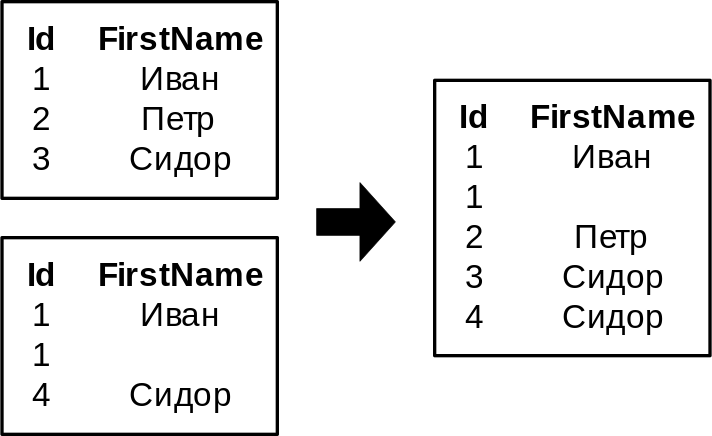 Id FirstName
1 Иван
2 Петр
3 Сидор
Id FirstName
1 Иван
1
4 Сидор
Id FirstName
1 Иван
1
2 Петр
3 Сидор
4 Сидор